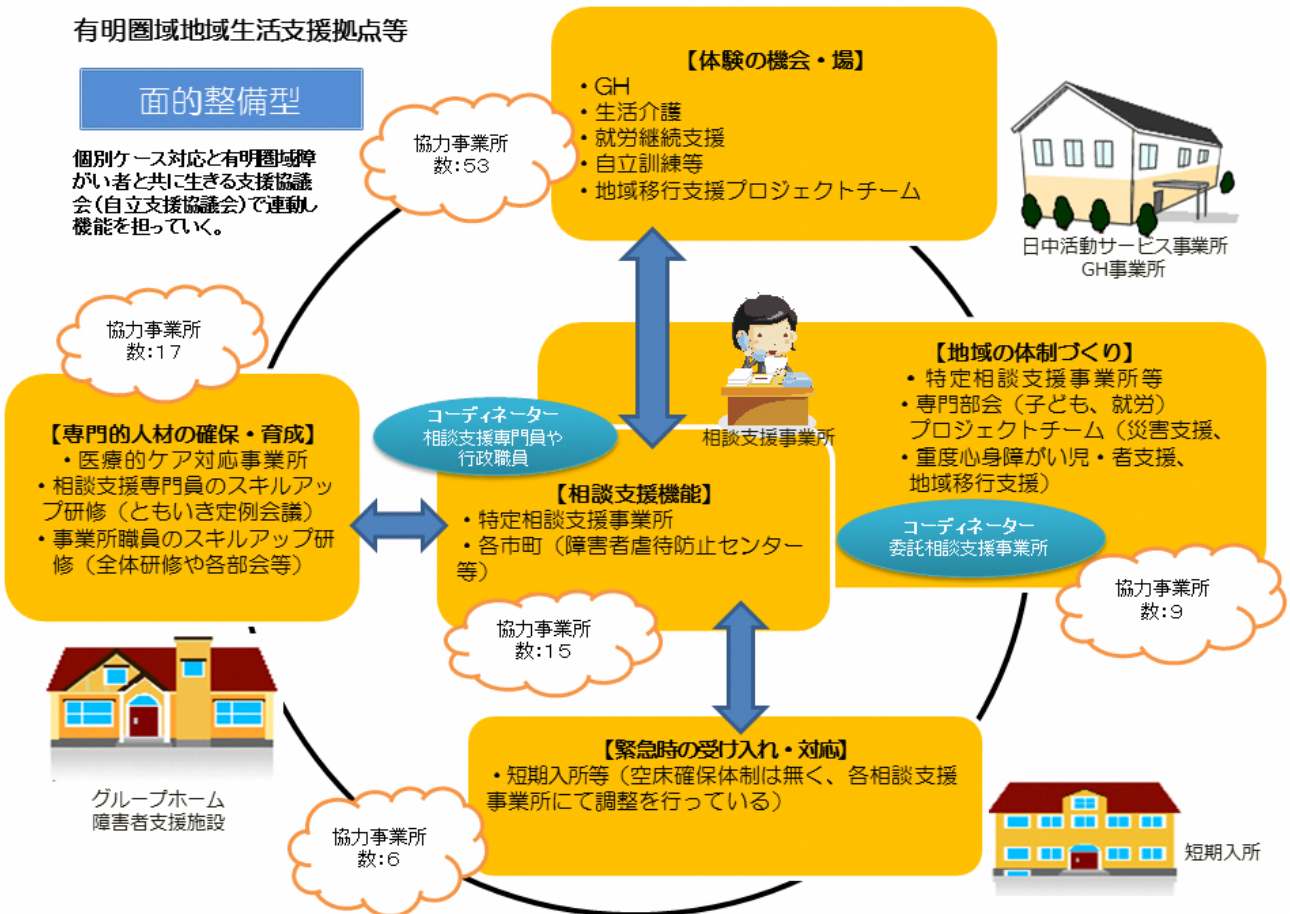 有明圏域地域生活支援拠点等
面的整備型
個別ケース対応と有明圏域障
がい者と共に生きる支援協議
会(自立支援協議会)で連動し
機能を担っていく。
協力事業所
数:53
【体験の機会・場】
・GH
・生活介護
・就労継続支援
・自立訓練等
・地域移行支援プロジェクトチーム
日中活動サービス事業所
GH事業所
協力事業所
数:17
【専門的人材の確保・育成】
・医療的ケア対応事業所
・相談支援専門員のスキルアッ
プ研修（ともいき定例会議）
・事業所職員のスキルアップ研
修（全体研修や各部会等）
コーディネーター
相談支援専門員や
行政職員
相談支援事業所
【地域の体制づくり】
・特定相談支援事業所等
・専門部会（子ども、就労）
プロジェクトチーム（災害支援、
・重度心身障がい児・者支援、
地域移行支援）
コーディネーター
委託相談支援事業所
協力事業所
数:9
【相談支援機能】
・特定相談支援事業所
・各市町（障害者虐待防止センター
等）
協力事業所
数:15
グループホーム
障害者支援施設
【緊急時の受け入れ・対応】
・短期入所等（空床確保体制は無く、各相談支援
事業所にて調整を行っている）
協力事業所
数:6
短期入所